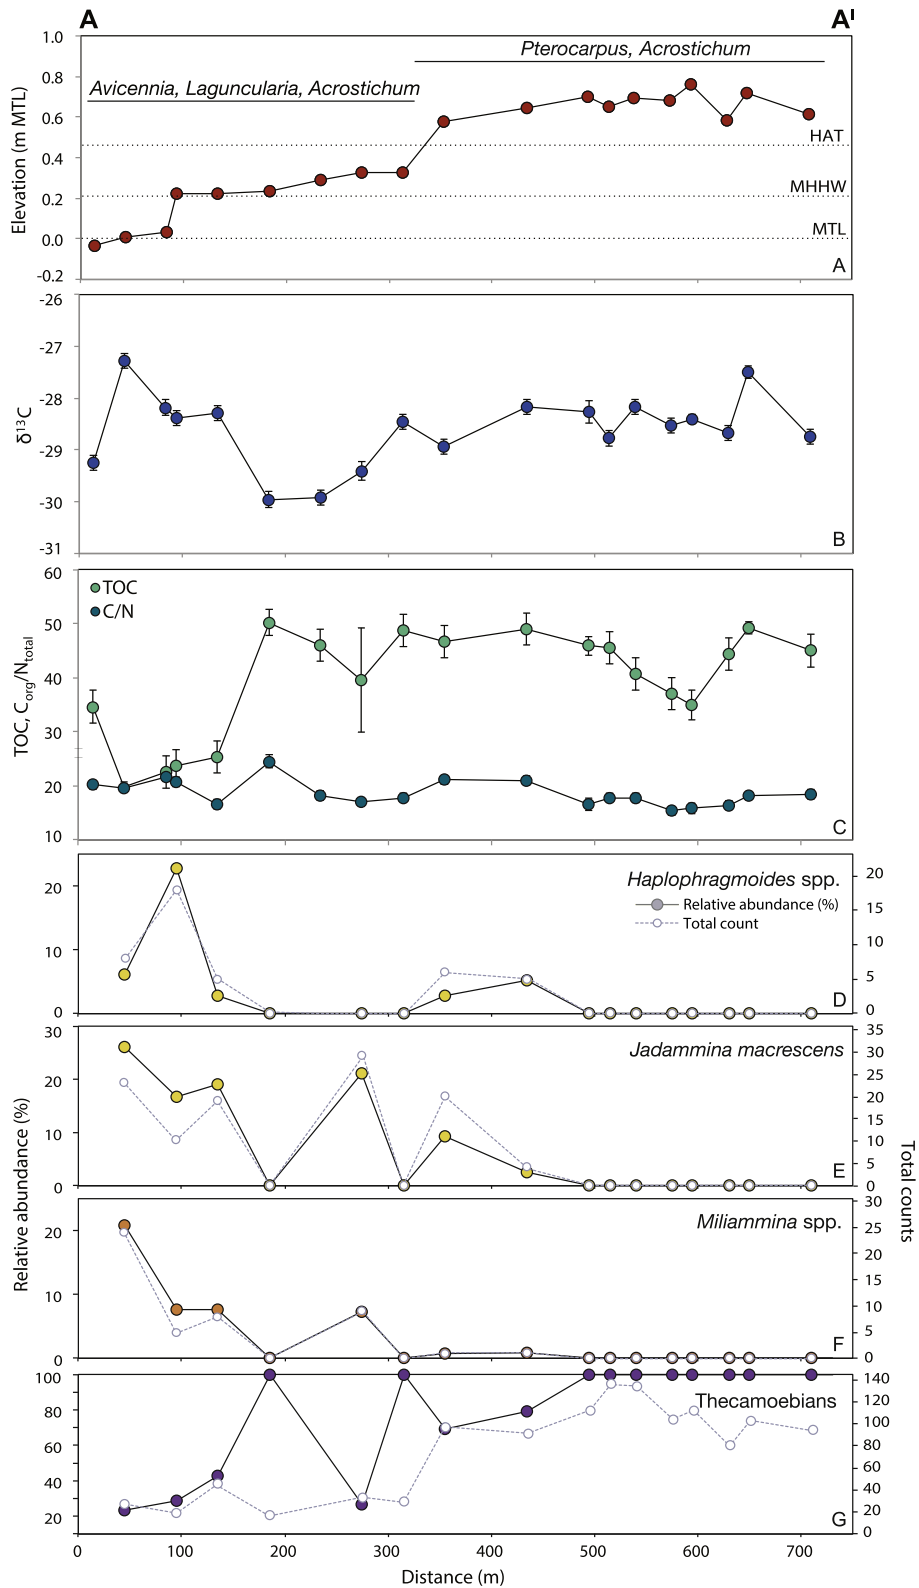 A A'
1.0
0.8
0.6
0.4
0.2
0.0
-0.2
Elevation (m MTL)
Avicennia, Laguncularia, Acrostichum
Pterocarpus, Acrostichum
HAT
MHHW
MTL
A
-26
-27
-28
-29
-30
-31
δ¹³C
B
60
50
40
30
20
10
TOC, Corg/Ntotal
TOC
C/N
C
20
10
0
Haplophragmoides spp.
Relative abundance (%)
Total count
20
15
10
5
0
D
30
20
10
0
Jadammina macrescens
35
30
25
20
15
10
5
0
E
Relative abundance (%)
Total counts
20
10
0
Miliammina spp.
30
25
20
15
10
5
0
F
100
80
60
40
20
Thecamoebians
140
120
100
80
60
40
20
0
G
0 100 200 300 400 500 600 700
Distance (m)